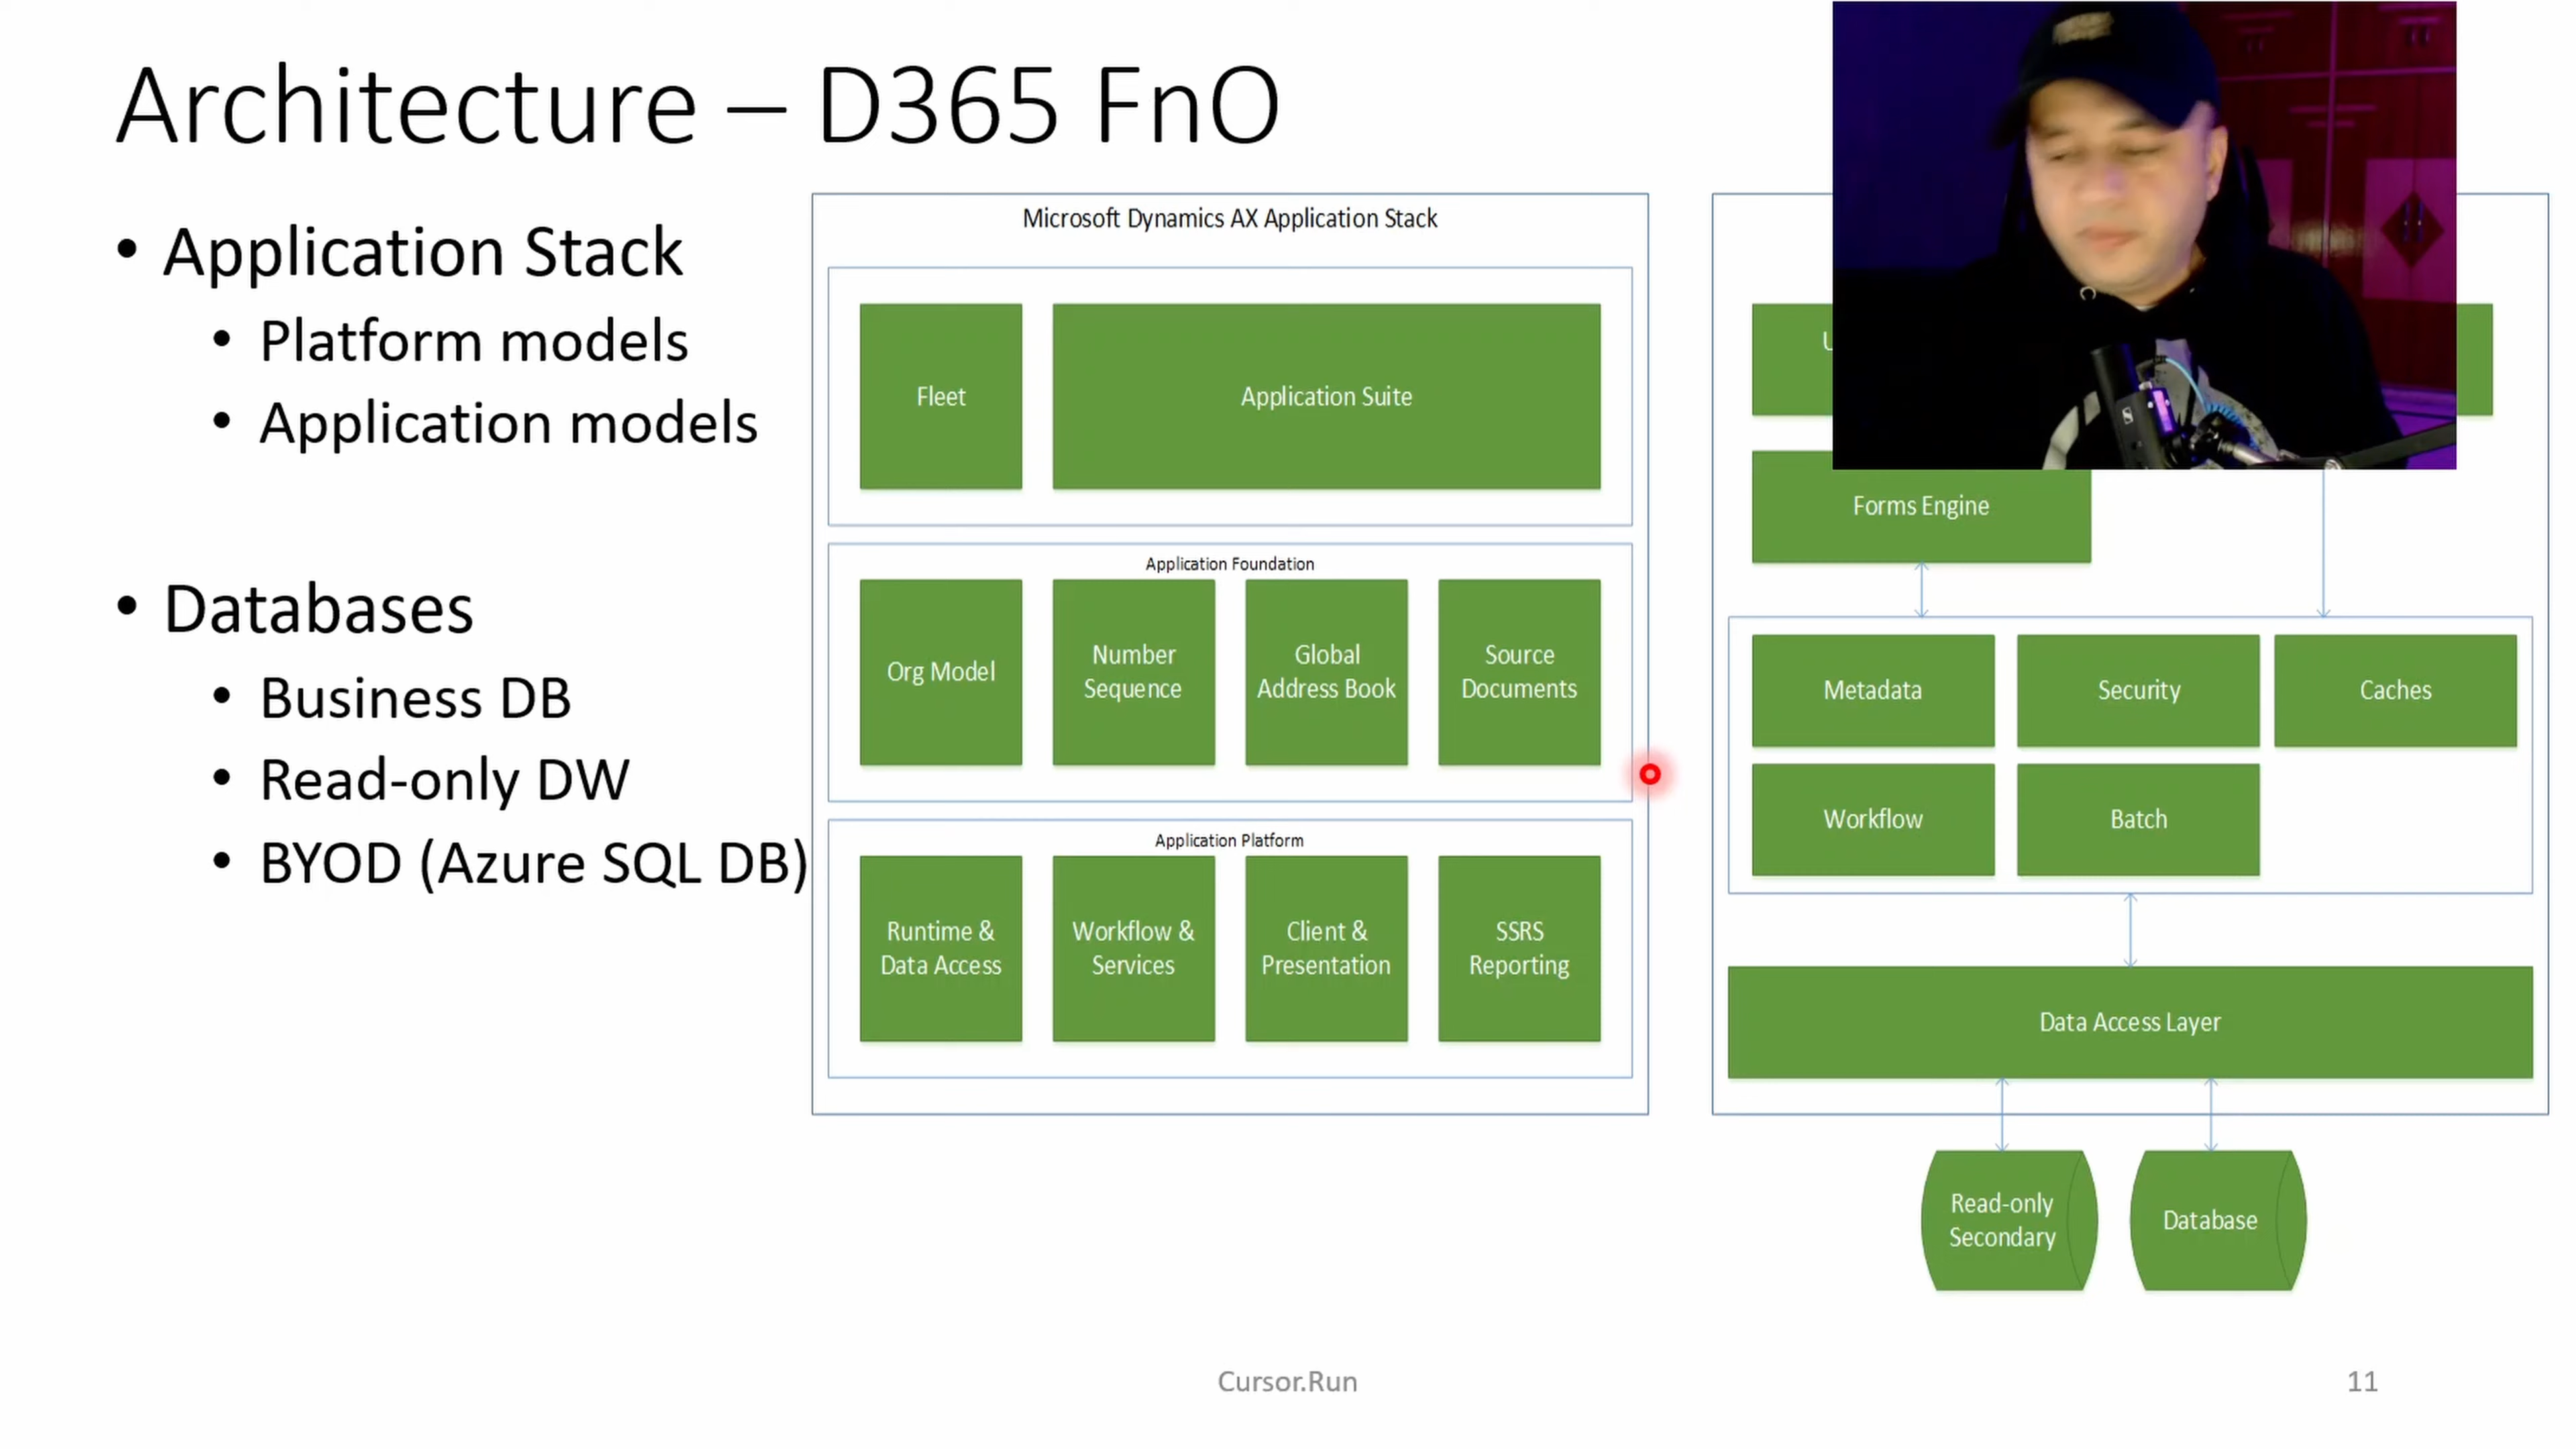 Architecture – D365 FnO
• Application Stack
• Platform models
• Application models
• Databases
• Business DB
• Read-only DW
• BYOD (Azure SQL DB)
Microsoft Dynamics AX Application Stack
Fleet
Application Suite
Application Foundation
Org Model
Number
Sequence
Global
Address Book
Source
Documents
Application Platform
Runtime &
Data Access
Workflow &
Services
Client &
Presentation
SSRS
Reporting
Forms Engine
Metadata
Security
Caches
Workflow
Batch
Data Access Layer
Read-only
Secondary
Database
Cursor.Run
11